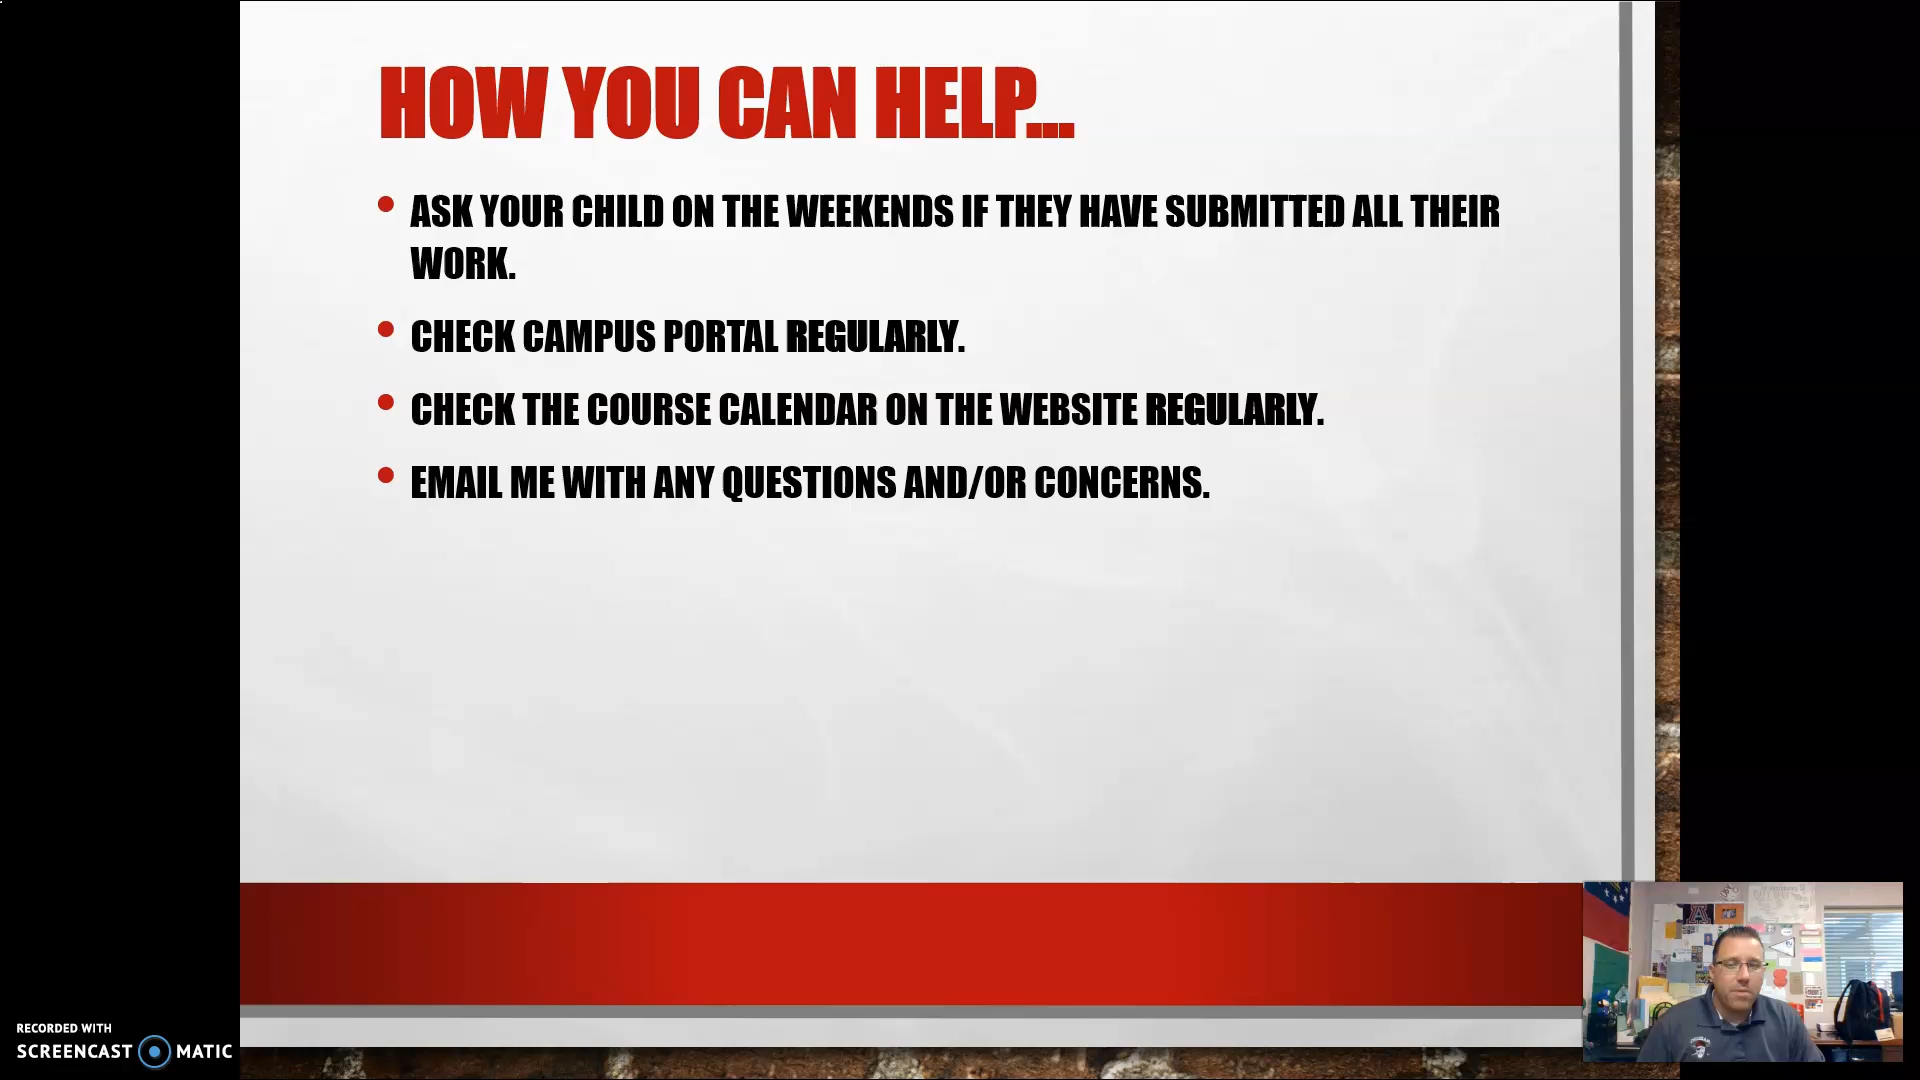 HOW YOU CAN HELP...
• ASK YOUR CHILD ON THE WEEKENDS IF THEY HAVE SUBMITTED ALL THEIR
WORK.
• CHECK CAMPUS PORTAL REGULARLY.
• CHECK THE COURSE CALENDAR ON THE WEBSITE REGULARLY.
• EMAIL ME WITH ANY QUESTIONS AND/OR CONCERNS.
RECORDED WITH
SCREENCAST MATIC